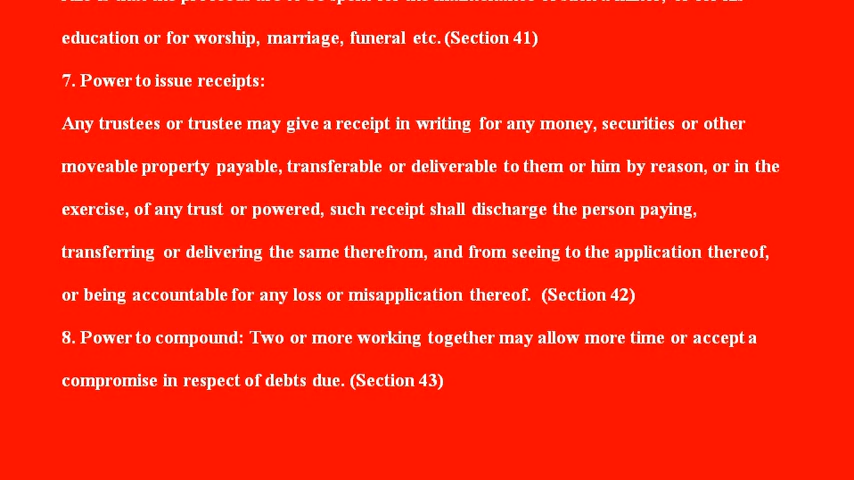 education or for worship, marriage, funeral etc. (Section 41)
7. Power to issue receipts:
Any trustees or trustee may give a receipt in writing for any money, securities or other
moveable property payable, transferable or deliverable to them or him by reason, or in the
exercise, of any trust or powered, such receipt shall discharge the person paying,
transferring or delivering the same therefrom, and from seeing to the application thereof,
or being accountable for any loss or misapplication thereof. (Section 42)
8. Power to compound: Two or more working together may allow more time or accept a
compromise in respect of debts due. (Section 43)